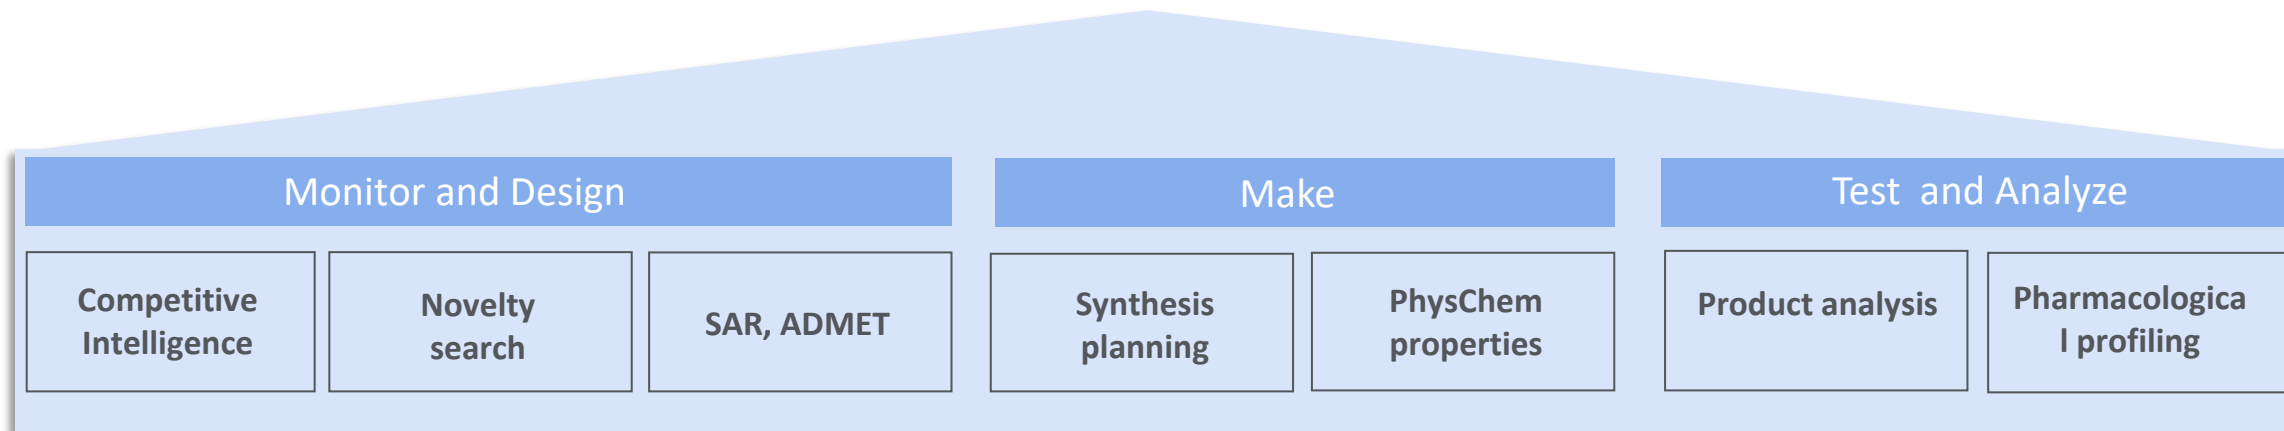 Monitor and Design
Make
Test  and Analyze
Competitive
Intelligence
Novelty
search
SAR, ADMET
Synthesis
planning
PhysChem
properties
Product analysis
Pharmacologica
l profiling